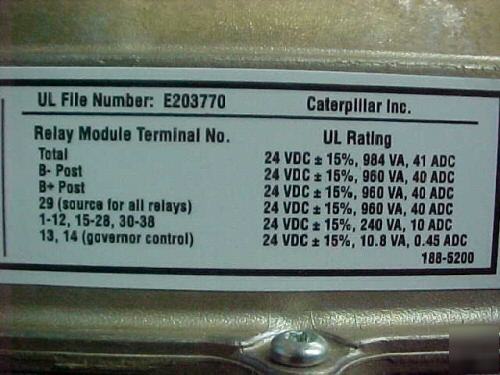 UL File Number: E203770 Caterpillar Inc.
Relay Module Terminal No. UL Rating
Total 24 VDC ± 15%, 984 VA, 41 ADC
B- Post 24 VDC ± 15%, 960 VA, 40 ADC
B+ Post 24 VDC ± 15%, 960 VA, 40 ADC
29 (source for all relays) 24 VDC ± 15%, 960 VA, 40 ADC
1-12, 15-28, 30-38 24 VDC ± 15%, 240 VA, 10 ADC
13, 14 (governor control) 24 VDC ± 15%, 10.8 VA, 0.45 ADC
188-5200